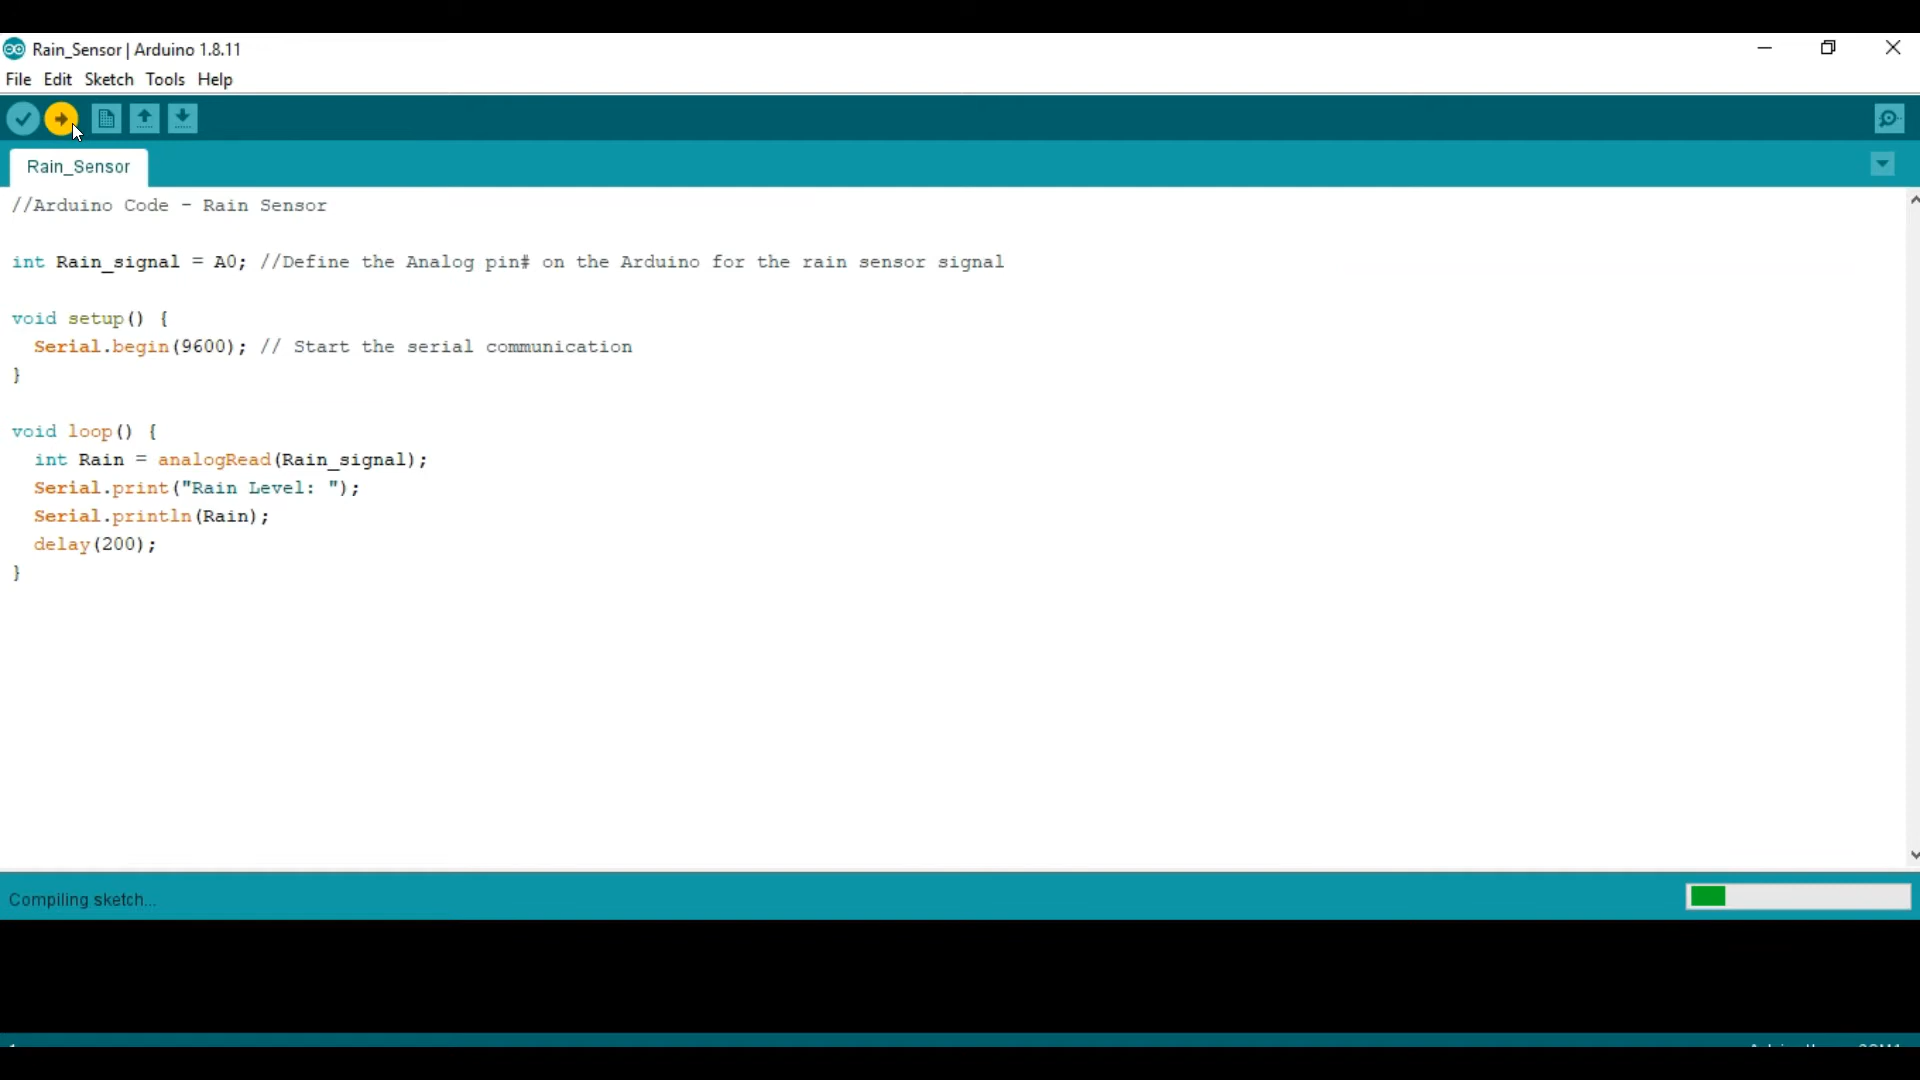 Rain_Sensor | Arduino 1.8.11
File Edit Sketch Tools Help
Rain_Sensor
//Arduino Code - Rain Sensor
int Rain_signal = A0; //Define the Analog pin# on the Arduino for the rain sensor signal
void setup() {
  Serial.begin(9600); // Start the serial communication
}
void loop() {
  int Rain = analogRead(Rain_signal);
  Serial.print("Rain Level: ");
  Serial.println(Rain);
  delay(200);
}
Compiling sketch...